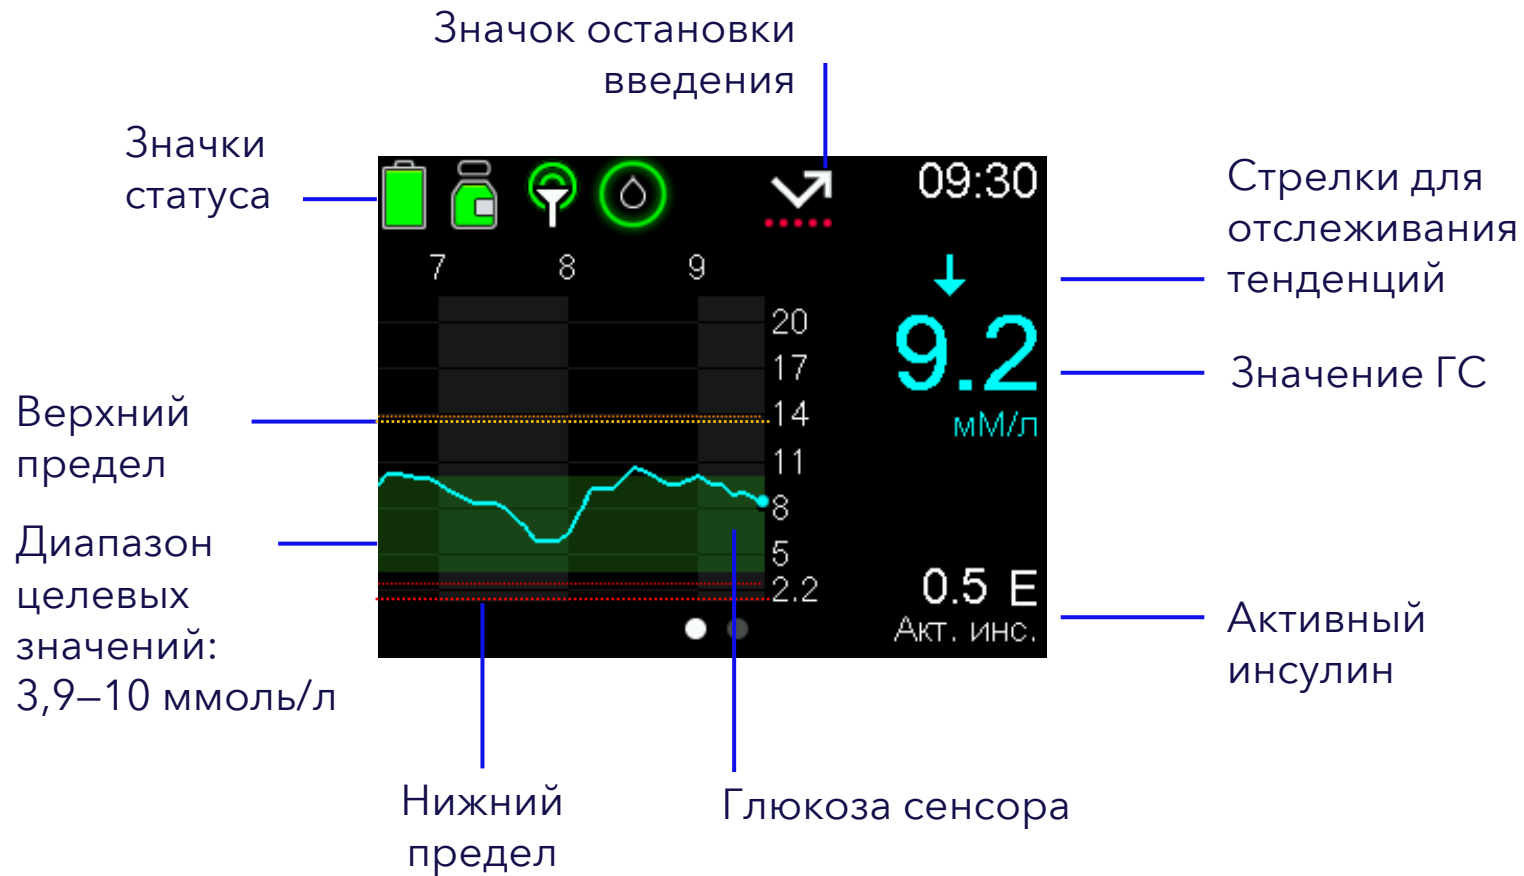 Значок остановки
введения
Значки
статуса
09:30
Стрелки для
отслеживания
тенденций
7 8 9
20
17
14
11
8
5
2.2
9.2
мМ/л
Значение ГС
Верхний
предел
Диапазон
целевых
значений:
3,9–10 ммоль/л
0.5 Е
Акт. инс.
Активный
инсулин
Нижний
предел
Глюкоза сенсора